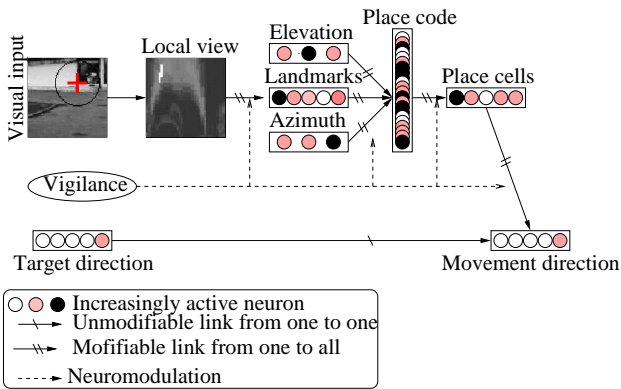 Place code
Elevation
Visual input
Local view
Landmarks
Place cells
Azimuth
Vigilance
Target direction
Movement direction
Increasingly active neuron
Unmodifiable link from one to one
Mofifiable link from one to all
Neuromodulation